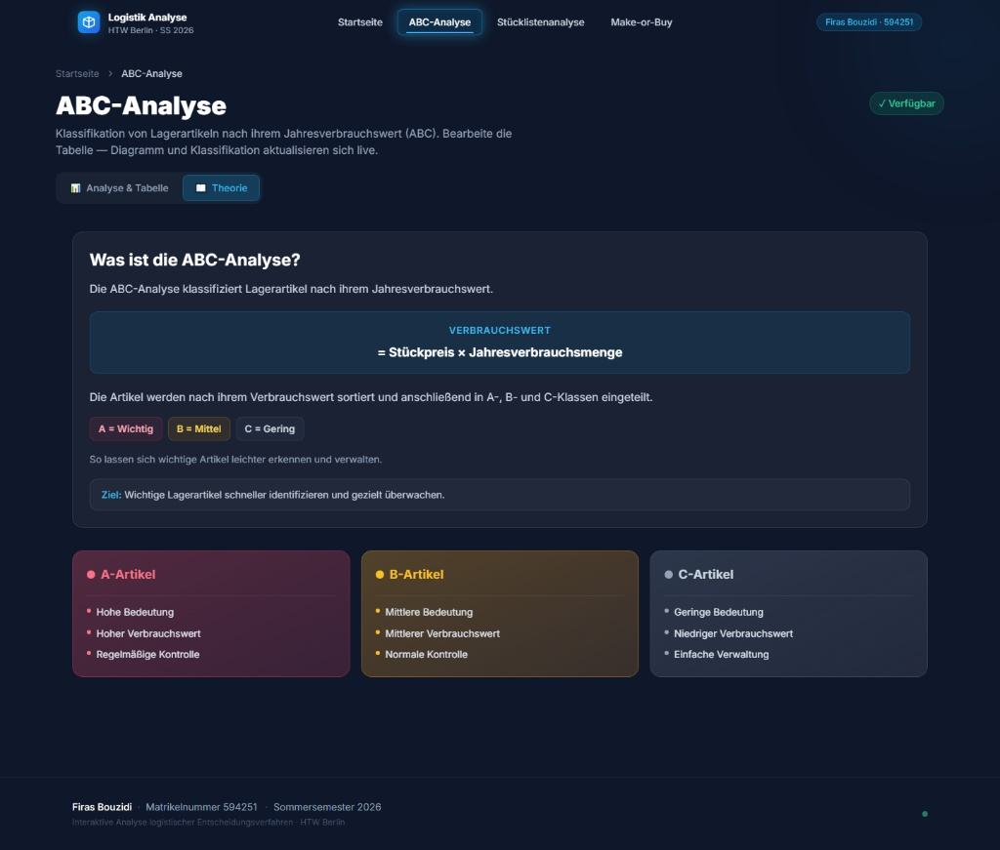 Logistik Analyse
HTW Berlin · SS 2026
Startseite
ABC-Analyse
Stücklistenanalyse
Make-or-Buy
Firas Bouzidi · 594251
Startseite > ABC-Analyse
ABC-Analyse
✓ Verfügbar
Klassifikation von Lagerartikeln nach ihrem Jahresverbrauchswert (ABC). Bearbeite die
Tabelle — Diagramm und Klassifikation aktualisieren sich live.
Analyse & Tabelle
Theorie
Was ist die ABC-Analyse?
Die ABC-Analyse klassifiziert Lagerartikel nach ihrem Jahresverbrauchswert.
VERBRAUCHSWERT
= Stückpreis × Jahresverbrauchsmenge
Die Artikel werden nach ihrem Verbrauchswert sortiert und anschließend in A-, B- und C-Klassen eingeteilt.
A = Wichtig
B = Mittel
C = Gering
So lassen sich wichtige Artikel leichter erkennen und verwalten.
Ziel: Wichtige Lagerartikel schneller identifizieren und gezielt überwachen.
A-Artikel
• Hohe Bedeutung
• Hoher Verbrauchswert
• Regelmäßige Kontrolle
B-Artikel
• Mittlere Bedeutung
• Mittlerer Verbrauchswert
• Normale Kontrolle
C-Artikel
• Geringe Bedeutung
• Niedriger Verbrauchswert
• Einfache Verwaltung
Firas Bouzidi · Matrikelnummer 594251 · Sommersemester 2026
Interaktive Analyse logistischer Entscheidungsverfahren · HTW Berlin